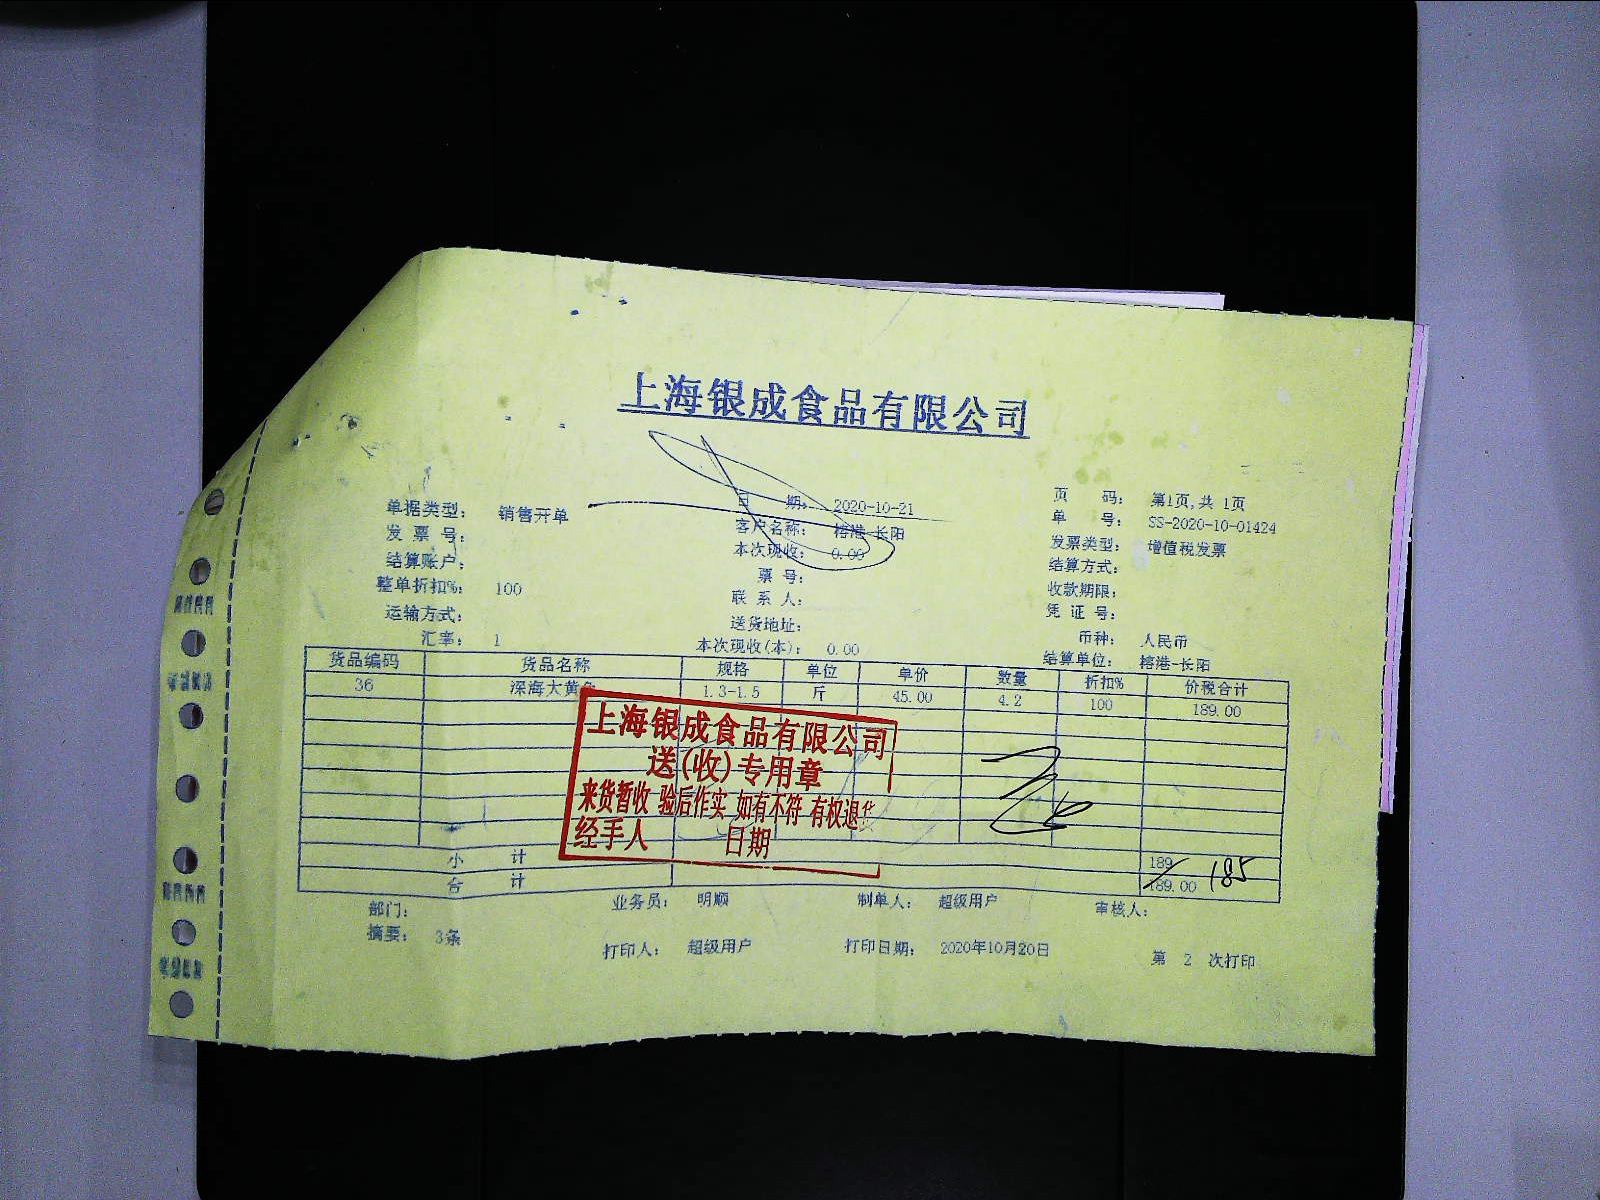 上海银成食品有限公司
单据类型: 销售开单 日 期: 2020-10-21 页 码: 第1页,共 1页
发 票 号: 客户名称: 榕港-长阳 单 号: SS-2020-10-01424
结算账户: 本次现收: 0.00 发票类型: 增值税发票
整单折扣%: 100 票 号: 结算方式:
运输方式: 联 系 人: 收款期限:
汇率: 1 送货地址: 凭 证 号:
本次现收(本): 0.00 币种: 人民币
结算单位: 榕港-长阳
货品编码 货品名称 规格 单位 单价 数量 折扣% 价税合计
36 深海大黄鱼 1.3-1.5 斤 45.00 4.2 100 189.00
上海银成食品有限公司
送(收)专用章
来货暂收 验后作实 如有不符 有权退货
经手人 日期
小 计 189
合 计 189.00 185
部门: 业务员: 明顺 制单人: 超级用户 审核人:
摘要: 3条 打印人: 超级用户 打印日期: 2020年10月20日 第 2 次打印